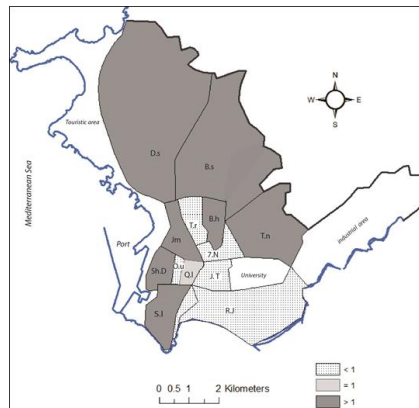 N
W E
S
Mediterranean Sea
Touristic area
D.s
B.s
T.r
B.h
Jm
7.N
T.n
Port
industrial area
Sh.D
D.u
Q.l
J.T
University
S.I
R.J
< 1
= 1
> 1
0 0.5 1 2 Kilometers